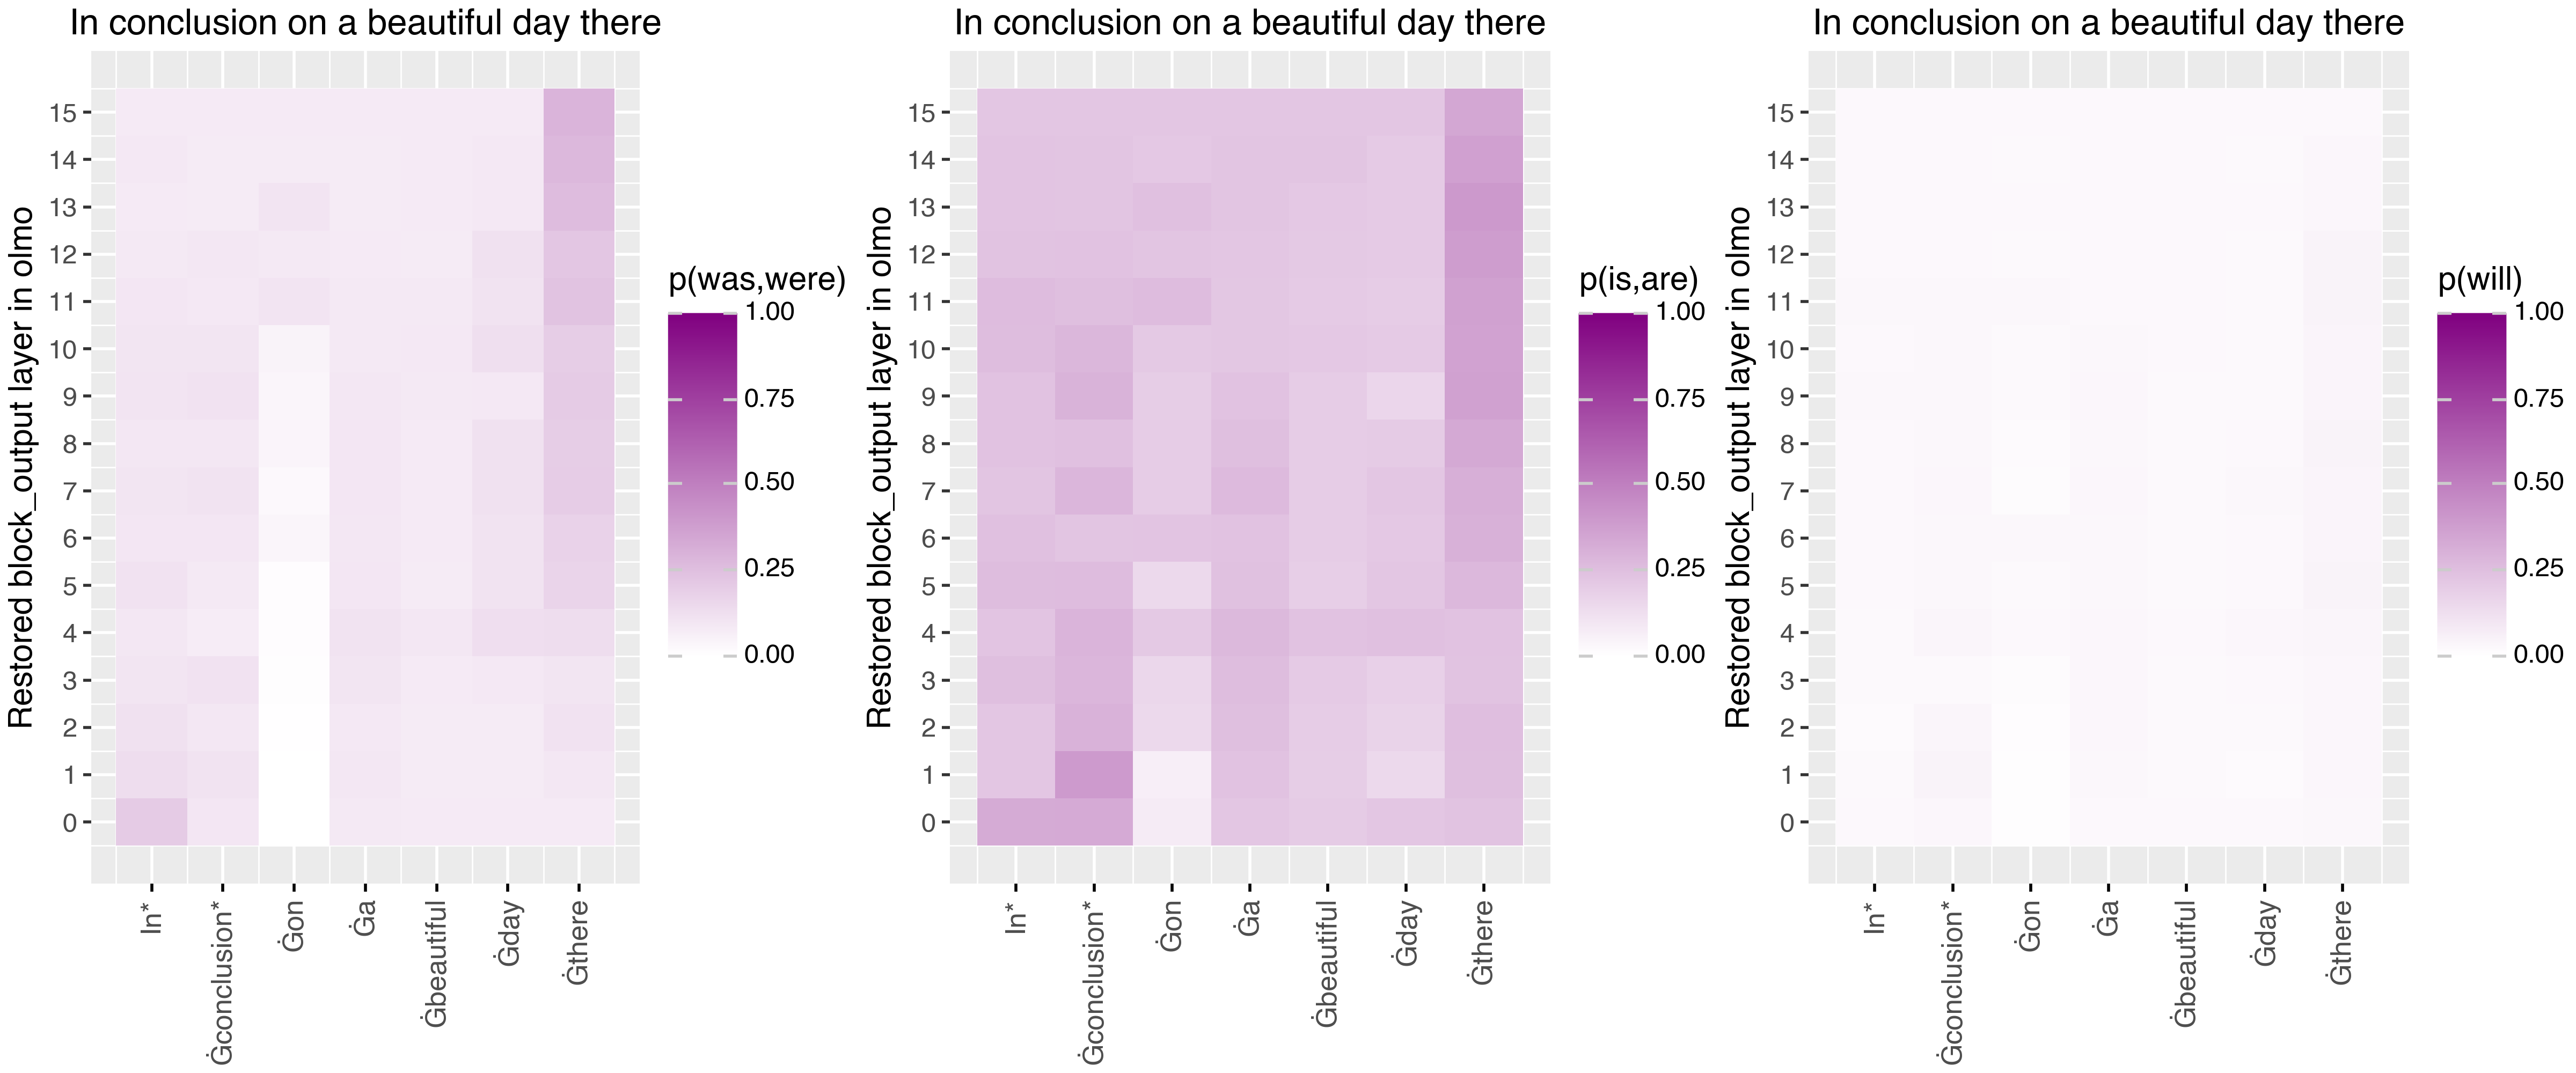 In conclusion on a beautiful day there
Restored block_output layer in olmo
15
14
13
12
11
10
9
8
7
6
5
4
3
2
1
0
In*
Ġconclusion*
Ġon
Ġa
Ġbeautiful
Ġday
Ġthere
p(was,were)
1.00
0.75
0.50
0.25
0.00
In conclusion on a beautiful day there
Restored block_output layer in olmo
15
14
13
12
11
10
9
8
7
6
5
4
3
2
1
0
In*
Ġconclusion*
Ġon
Ġa
Ġbeautiful
Ġday
Ġthere
p(is,are)
1.00
0.75
0.50
0.25
0.00
In conclusion on a beautiful day there
Restored block_output layer in olmo
15
14
13
12
11
10
9
8
7
6
5
4
3
2
1
0
In*
Ġconclusion*
Ġon
Ġa
Ġbeautiful
Ġday
Ġthere
p(will)
1.00
0.75
0.50
0.25
0.00